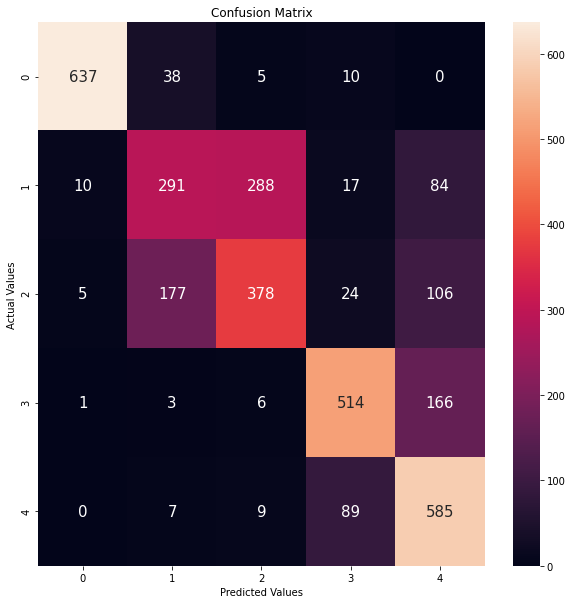 Confusion Matrix
0 637 38 5 10 0
1 10 291 288 17 84
2 5 177 378 24 106
3 1 3 6 514 166
4 0 7 9 89 585
0 1 2 3 4
Actual Values
Predicted Values
600
500
400
300
200
100
0